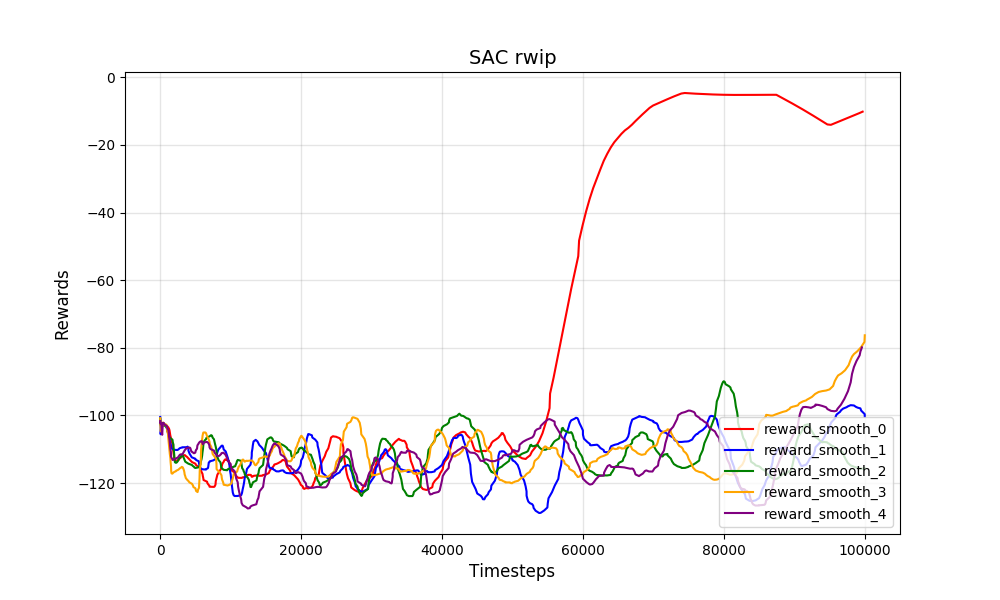 SAC rwip
Rewards
0
−20
−40
−60
−80
−100
−120
0
20000
40000
60000
80000
100000
Timesteps
reward_smooth_0
reward_smooth_1
reward_smooth_2
reward_smooth_3
reward_smooth_4